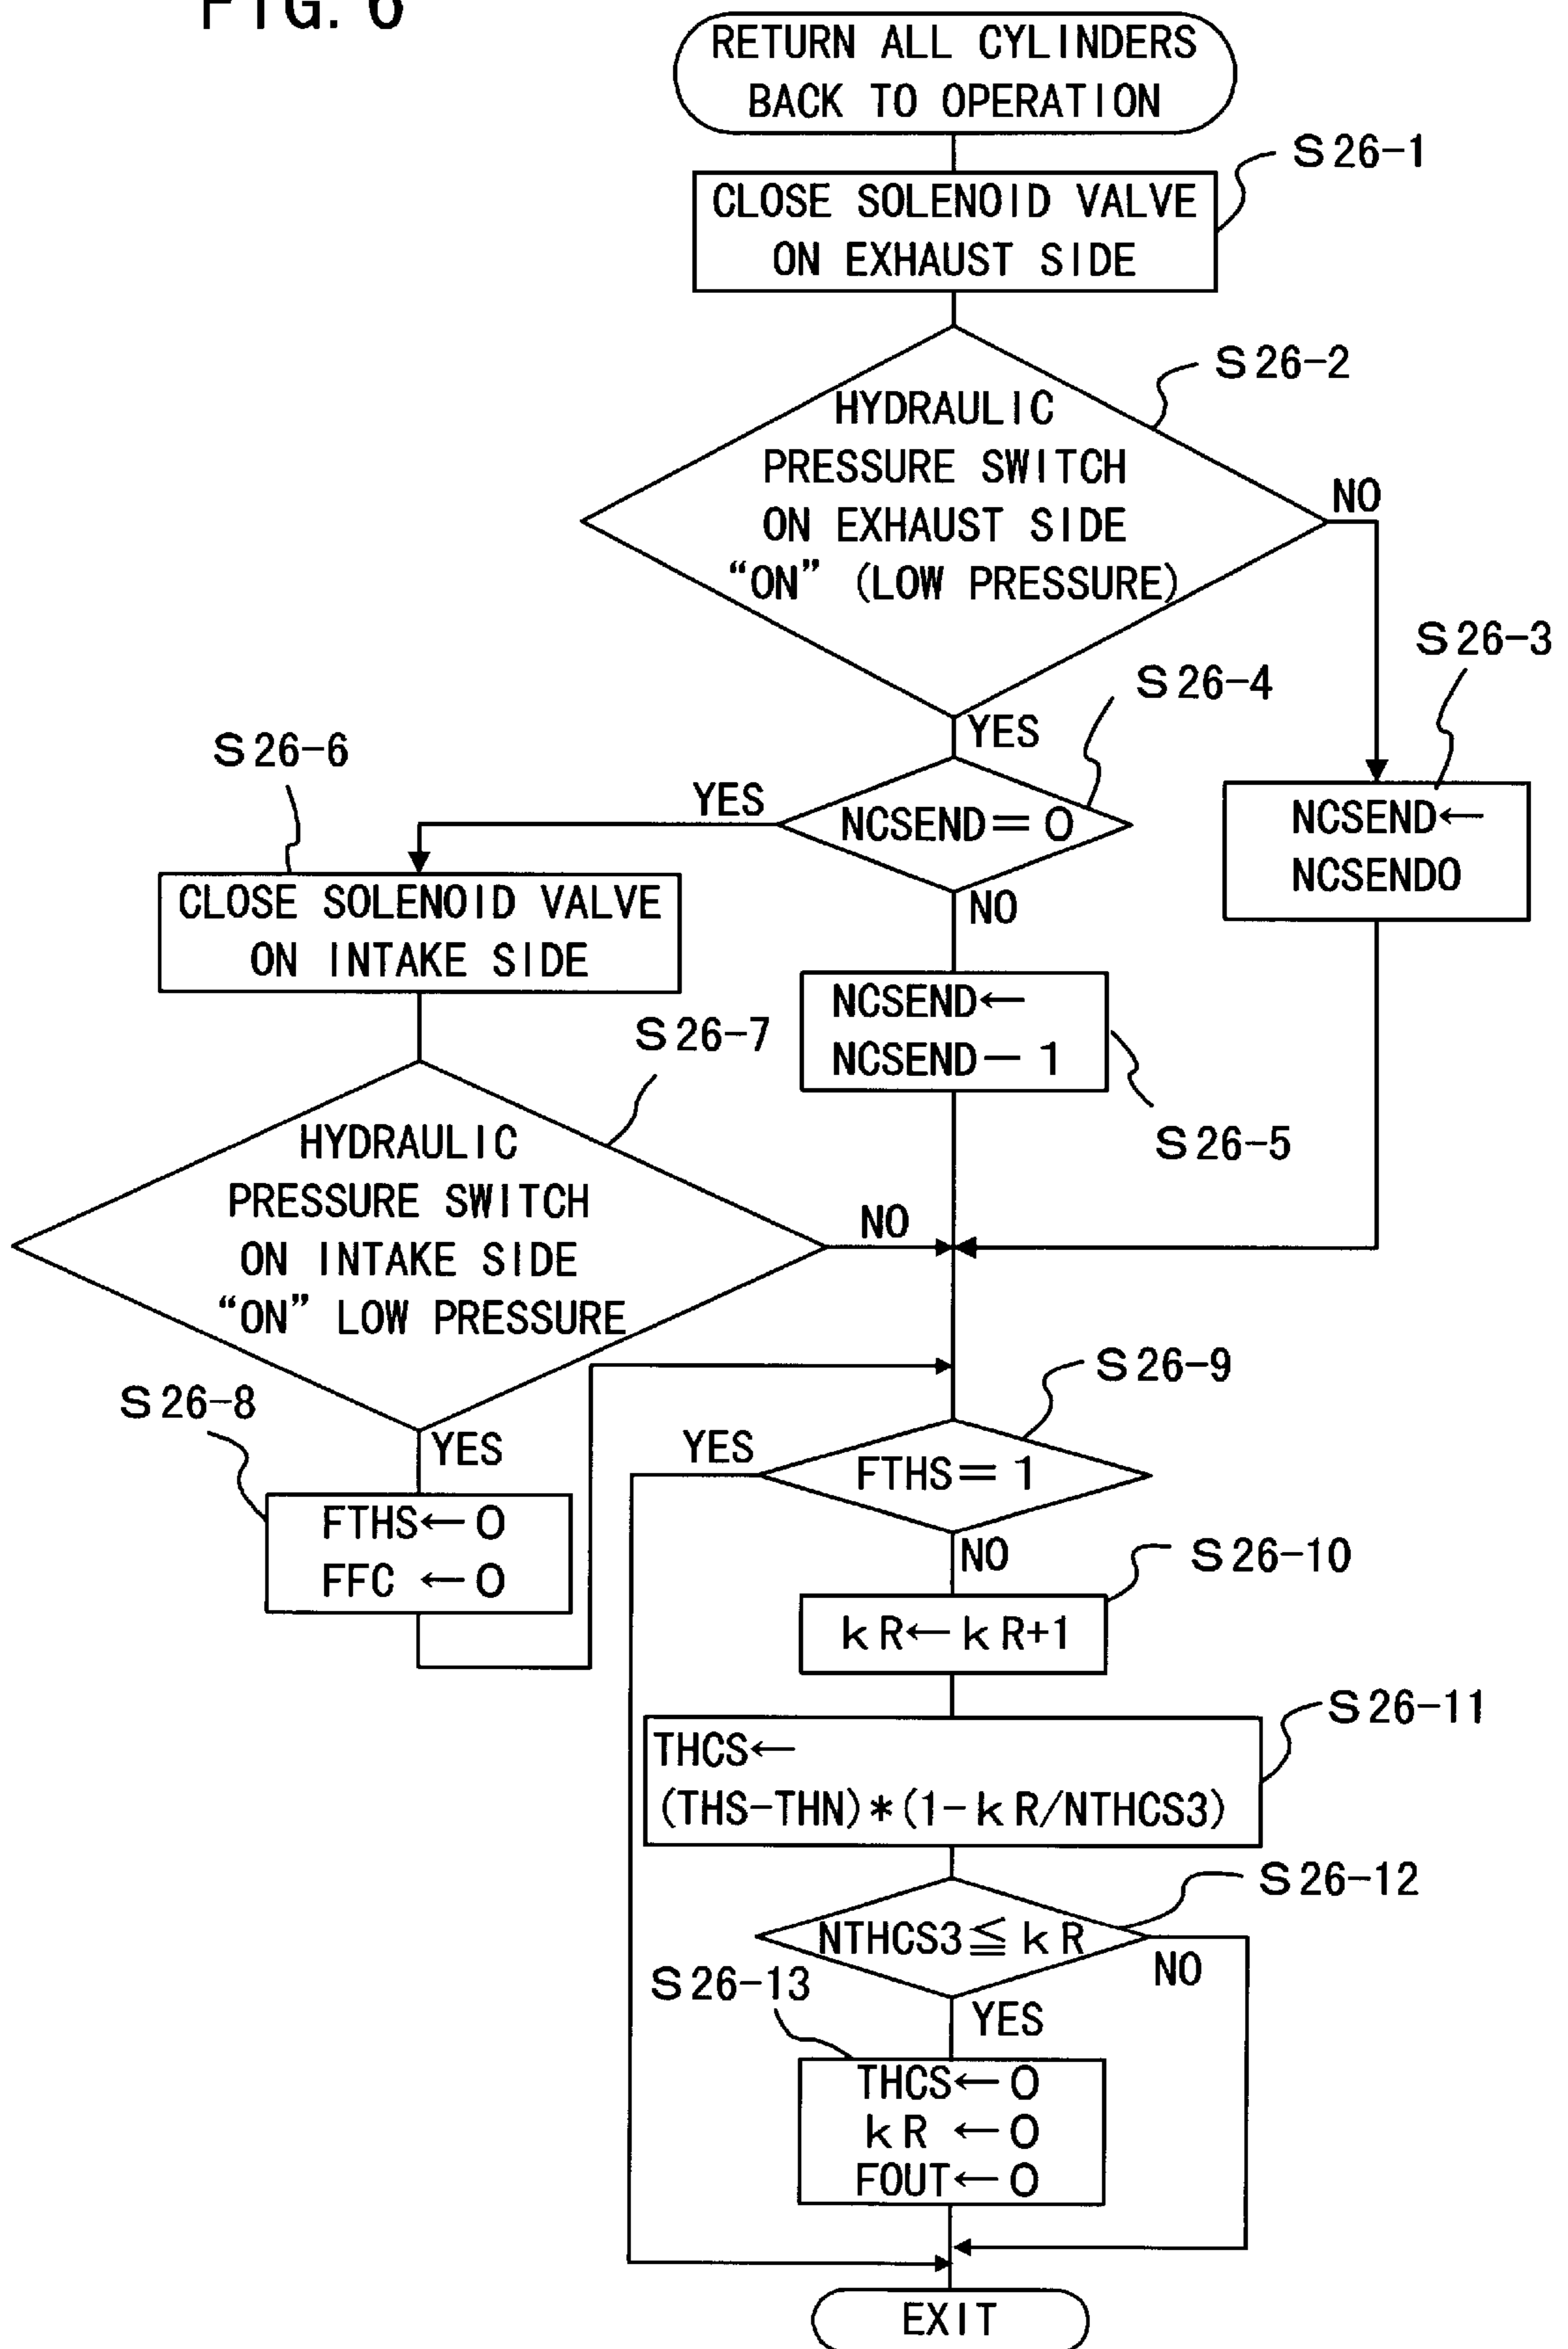 FIG. 6
RETURN ALL CYLINDERS
BACK TO OPERATION
S26-1
CLOSE SOLENOID VALVE
ON EXHAUST SIDE
S26-2
HYDRAULIC
PRESSURE SWITCH
ON EXHAUST SIDE
“ON” (LOW PRESSURE)
NO
S26-3
NCSEND←
NCSEND0
YES
S26-4
NCSEND=0
YES
NO
S26-6
CLOSE SOLENOID VALVE
ON INTAKE SIDE
NCSEND←
NCSEND-1
S26-5
S26-7
HYDRAULIC
PRESSURE SWITCH
ON INTAKE SIDE
“ON” LOW PRESSURE
NO
YES
S26-8
FTHS←0
FFC ←0
S26-9
FTHS=1
YES
NO
S26-10
kR←kR+1
S26-11
THCS←
(THS-THN)*(1-kR/NTHCS3)
S26-12
NTHCS3≦kR
NO
YES
S26-13
THCS←0
kR ←0
FOUT←0
EXIT